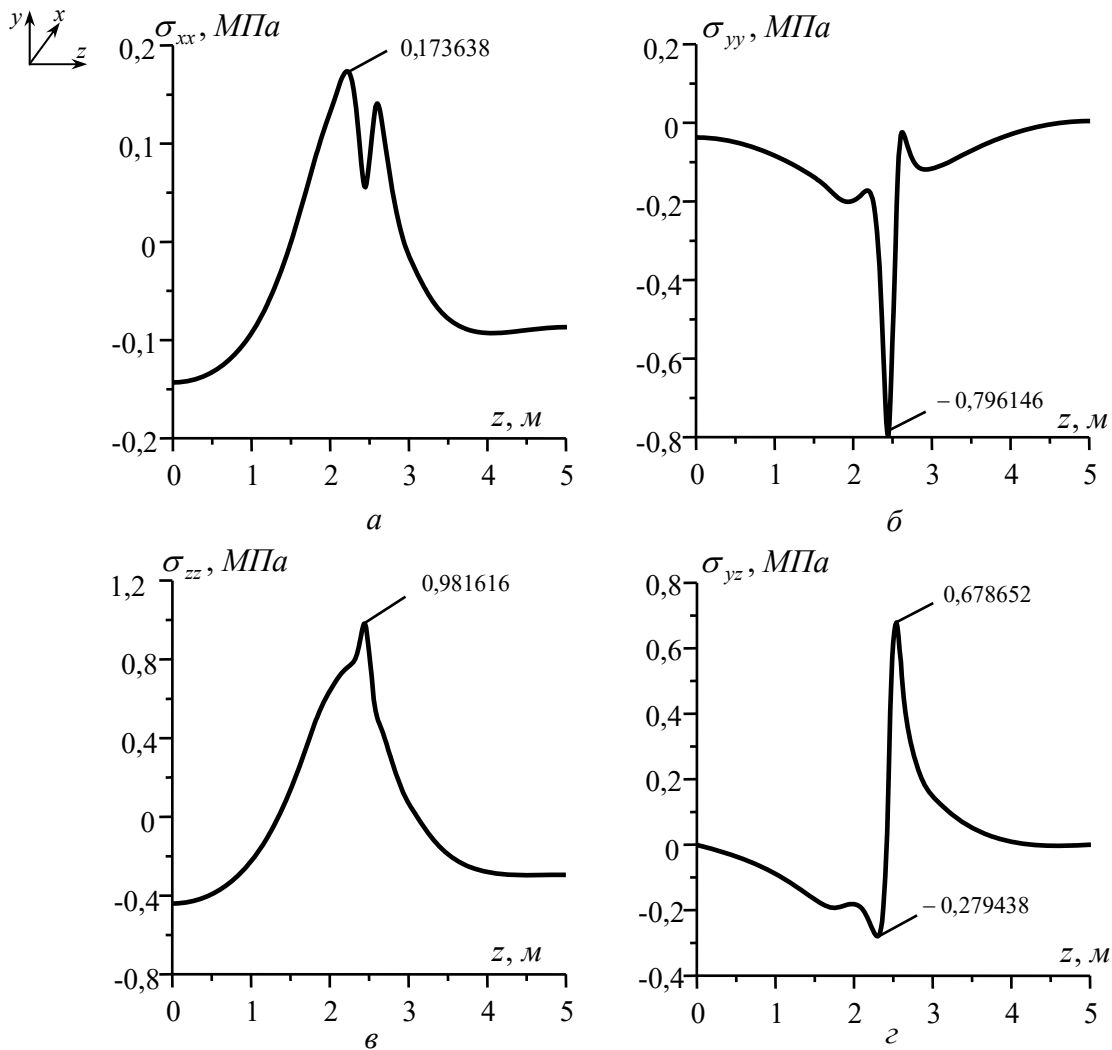 y x z
σxx, МПа
0,2
0,173638
0,1
0
-0,1
-0,2
z, м
0 1 2 3 4 5
а
σyy, МПа
0,2
0
-0,2
-0,4
-0,6
-0,8
– 0,796146
z, м
0 1 2 3 4 5
б
σzz, МПа
1,2
0,981616
0,8
0,4
0
-0,4
-0,8
z, м
0 1 2 3 4 5
в
σyz, МПа
0,8
0,678652
0,6
0,4
0,2
0
-0,2
– 0,279438
-0,4
z, м
0 1 2 3 4 5
г